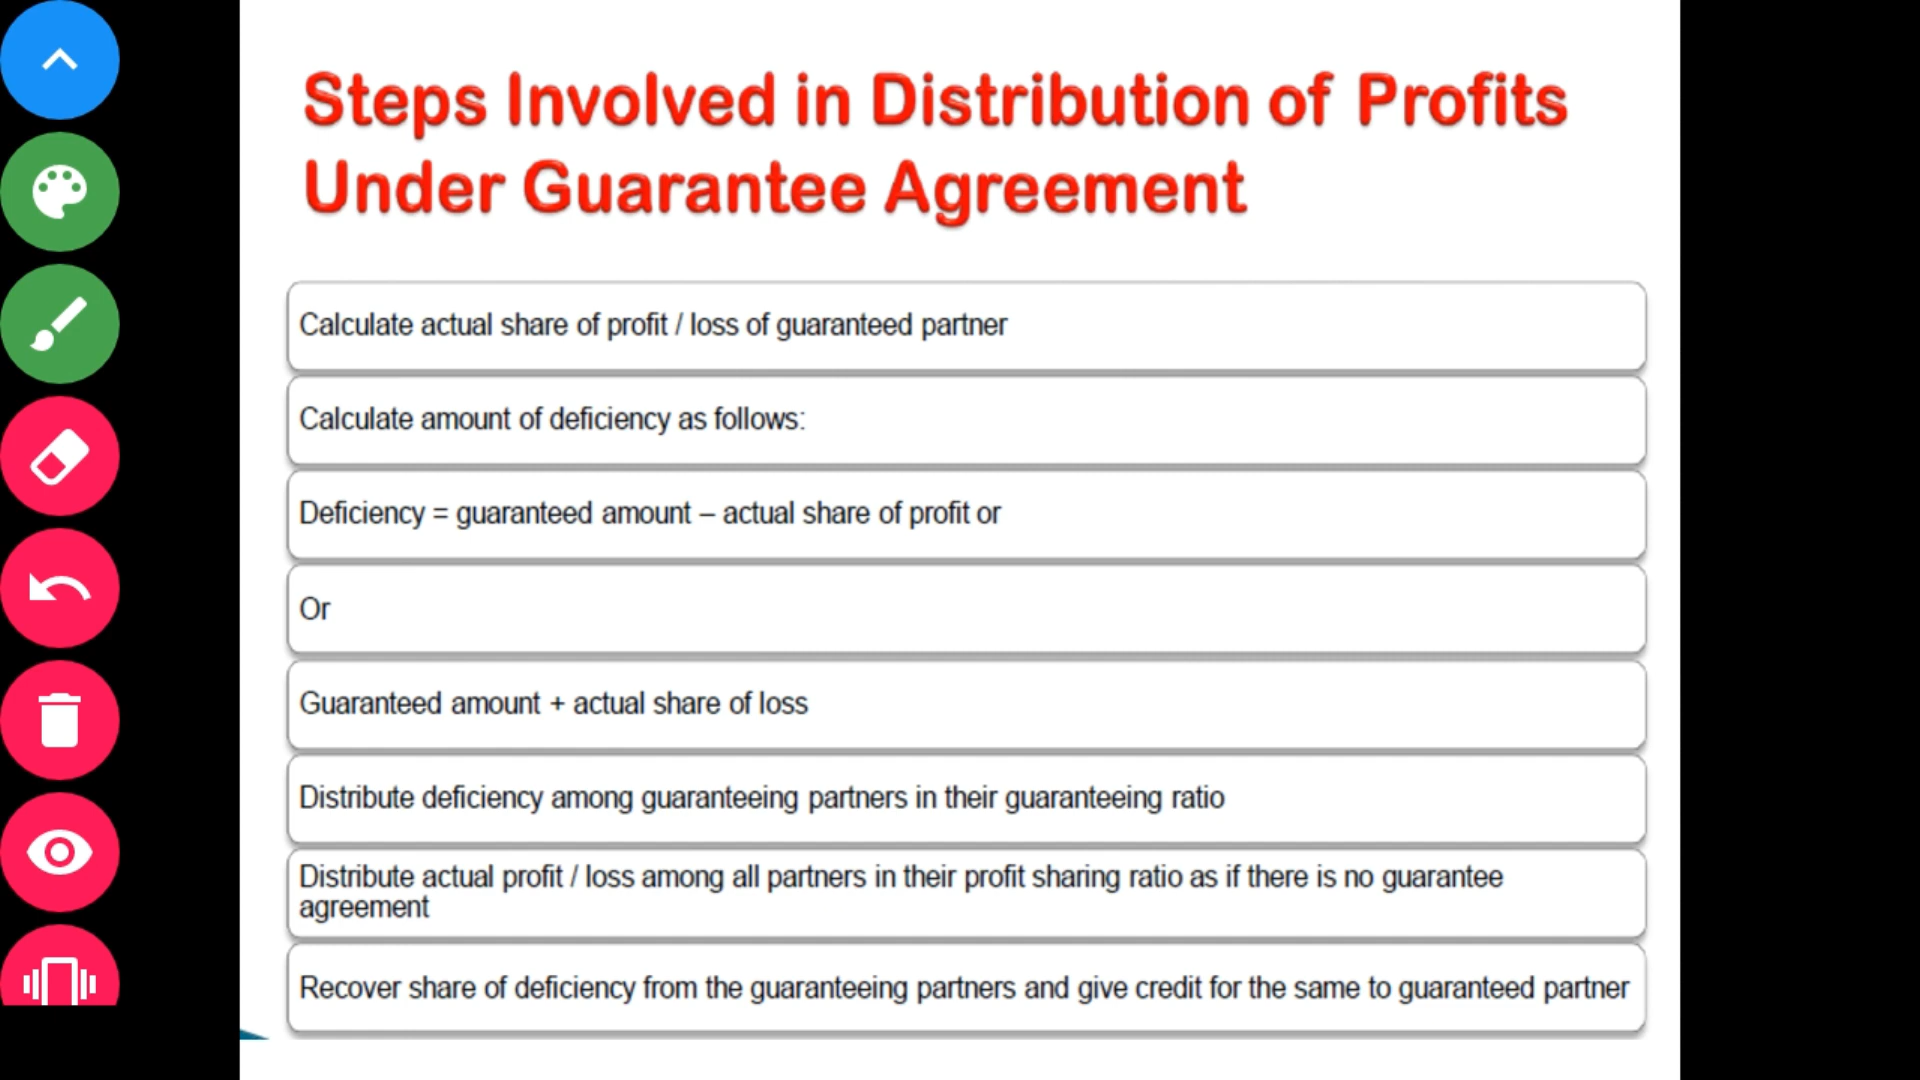 Steps Involved in Distribution of Profits
Under Guarantee Agreement
Calculate actual share of profit / loss of guaranteed partner
Calculate amount of deficiency as follows:
Deficiency = guaranteed amount – actual share of profit or
Or
Guaranteed amount + actual share of loss
Distribute deficiency among guaranteeing partners in their guaranteeing ratio
Distribute actual profit / loss among all partners in their profit sharing ratio as if there is no guarantee
agreement
Recover share of deficiency from the guaranteeing partners and give credit for the same to guaranteed partner